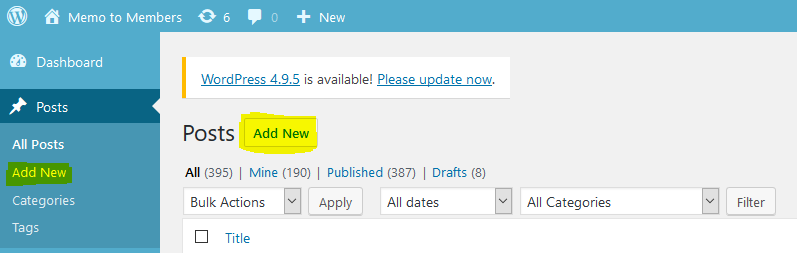 Memo to Members 6 0 New
Dashboard
WordPress 4.9.5 is available! Please update now.
Posts
Posts Add New
All Posts
Add New
Categories
Tags
All (395) | Mine (190) | Published (387) | Drafts (8)
Bulk Actions Apply All dates All Categories Filter
Title